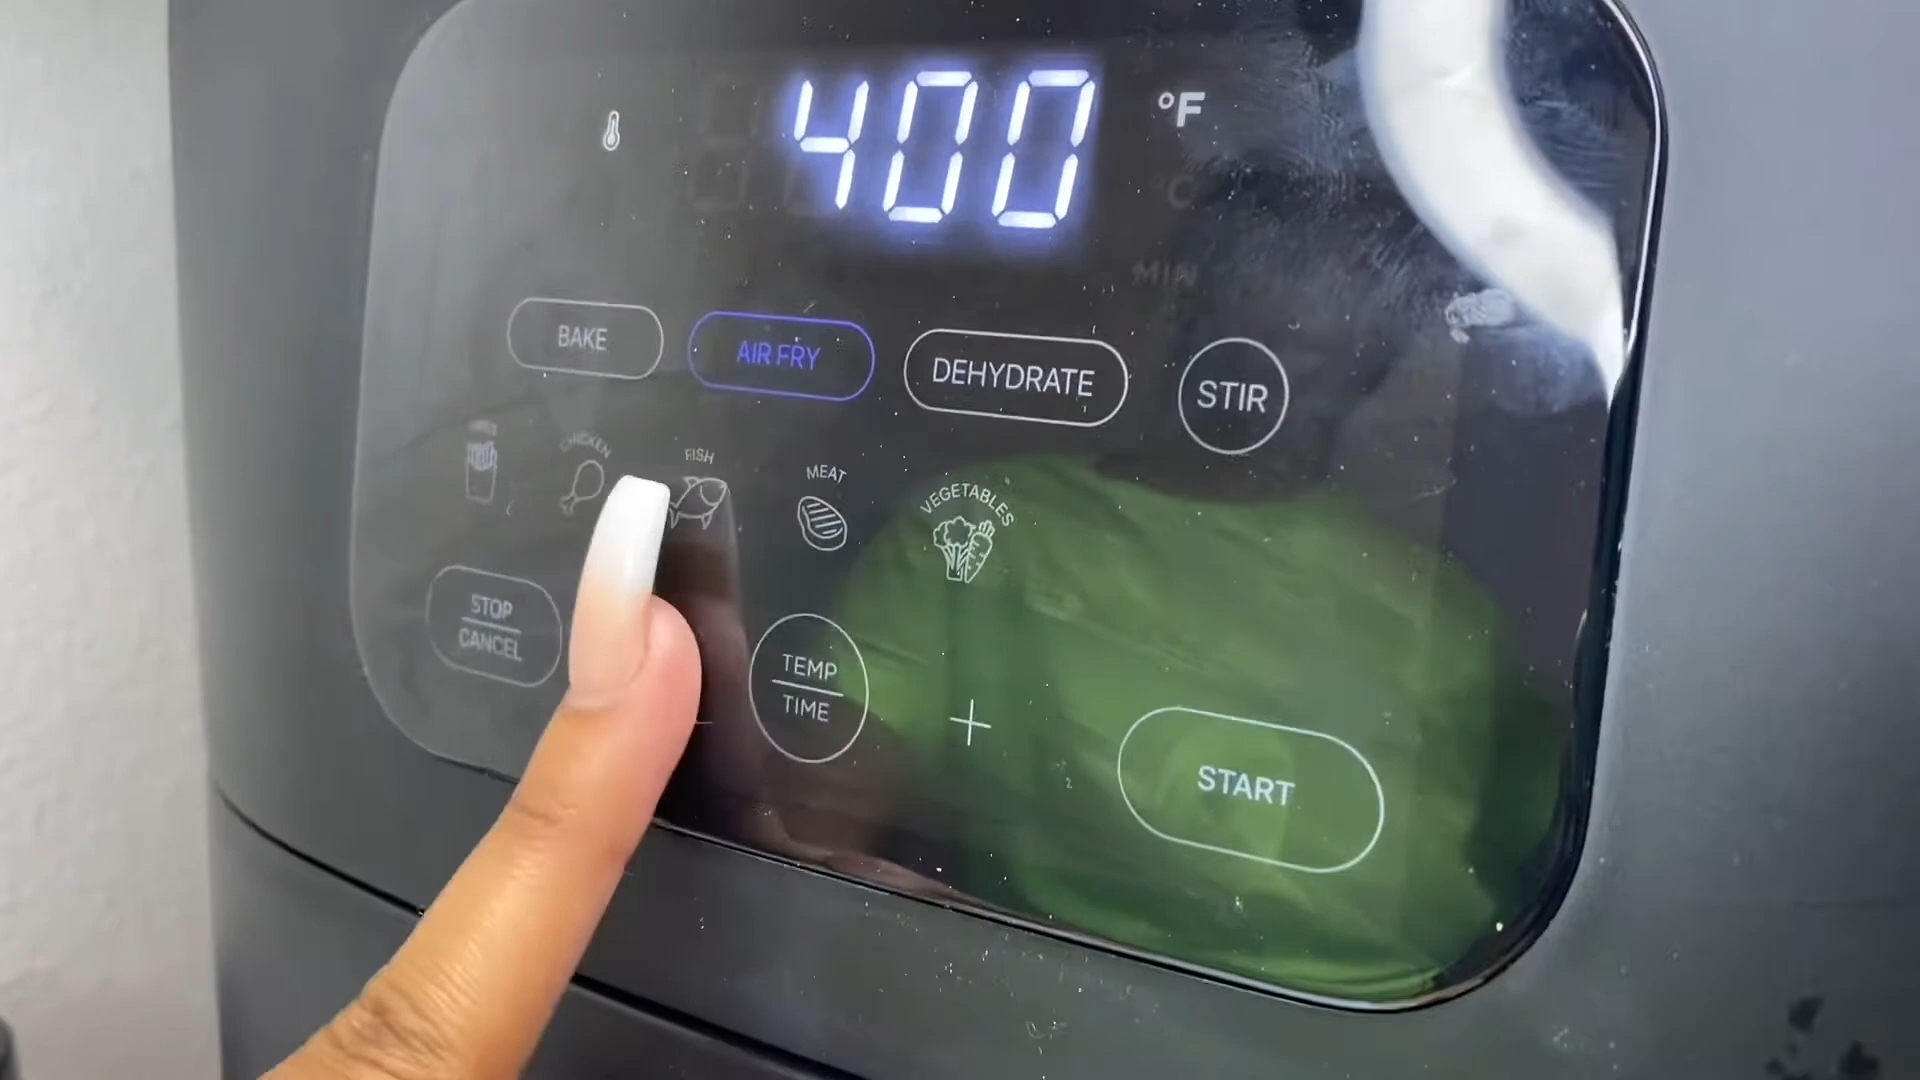 400 °F
°C
MIN
BAKE
AIR FRY
DEHYDRATE
STIR
CHICKEN
FISH
MEAT
VEGETABLES
STOP
CANCEL
TEMP
TIME
+
START